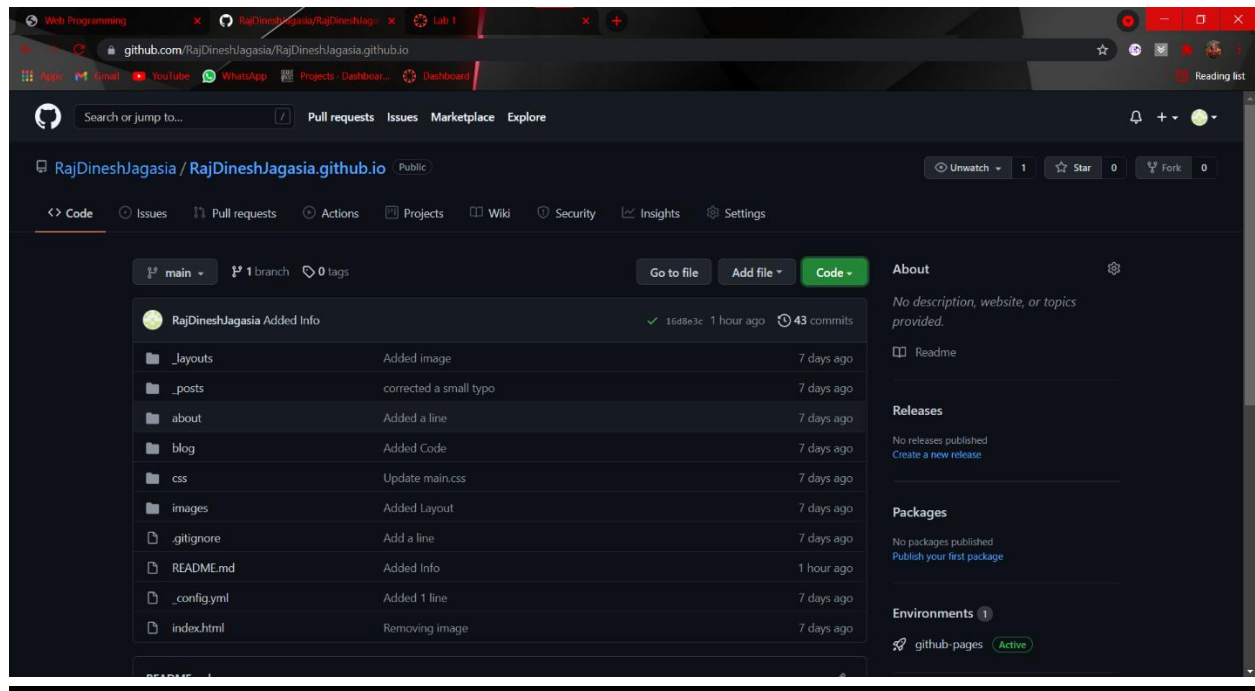 Web Programming RajDineshJagasia/RajDineshJaga Lab 1
github.com/RajDineshJagasia/RajDineshJagasia.github.io
Apps Gmail YouTube WhatsApp Projects - Dashboar... Dashboard Reading list
Search or jump to... / Pull requests Issues Marketplace Explore
RajDineshJagasia / RajDineshJagasia.github.io Public Unwatch 1 Star 0 Fork 0
Code Issues Pull requests Actions Projects Wiki Security Insights Settings
main 1 branch 0 tags Go to file Add file Code
RajDineshJagasia Added Info 16d8e3c 1 hour ago 43 commits
_layouts Added image 7 days ago
_posts corrected a small typo 7 days ago
about Added a line 7 days ago
blog Added Code 7 days ago
css Update main.css 7 days ago
images Added Layout 7 days ago
.gitignore Add a line 7 days ago
README.md Added Info 1 hour ago
_config.yml Added 1 line 7 days ago
index.html Removing image 7 days ago
About
No description, website, or topics
provided.
Readme
Releases
No releases published
Create a new release
Packages
No packages published
Publish your first package
Environments 1
github-pages Active